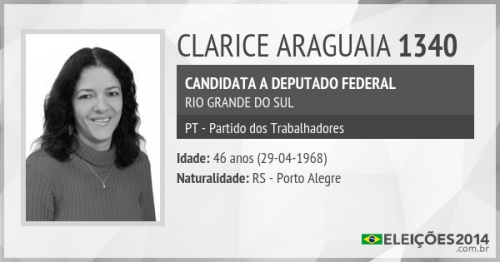 CLARICE ARAGUAIA 1340
CANDIDATA A DEPUTADO FEDERAL
RIO GRANDE DO SUL
PT - Partido dos Trabalhadores
Idade: 46 anos (29-04-1968)
Naturalidade: RS - Porto Alegre
ELEIÇÕES2014
.com.br